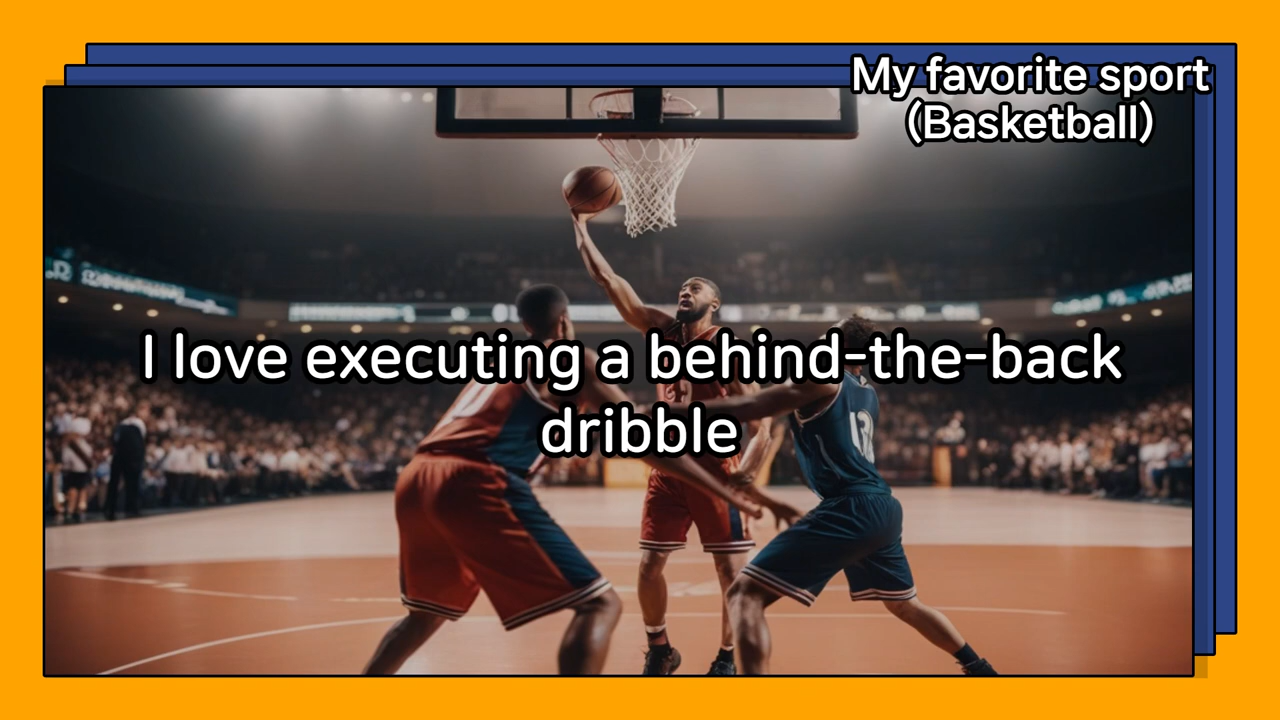 My favorite sport
(Basketball)
I love executing a behind-the-back
dribble